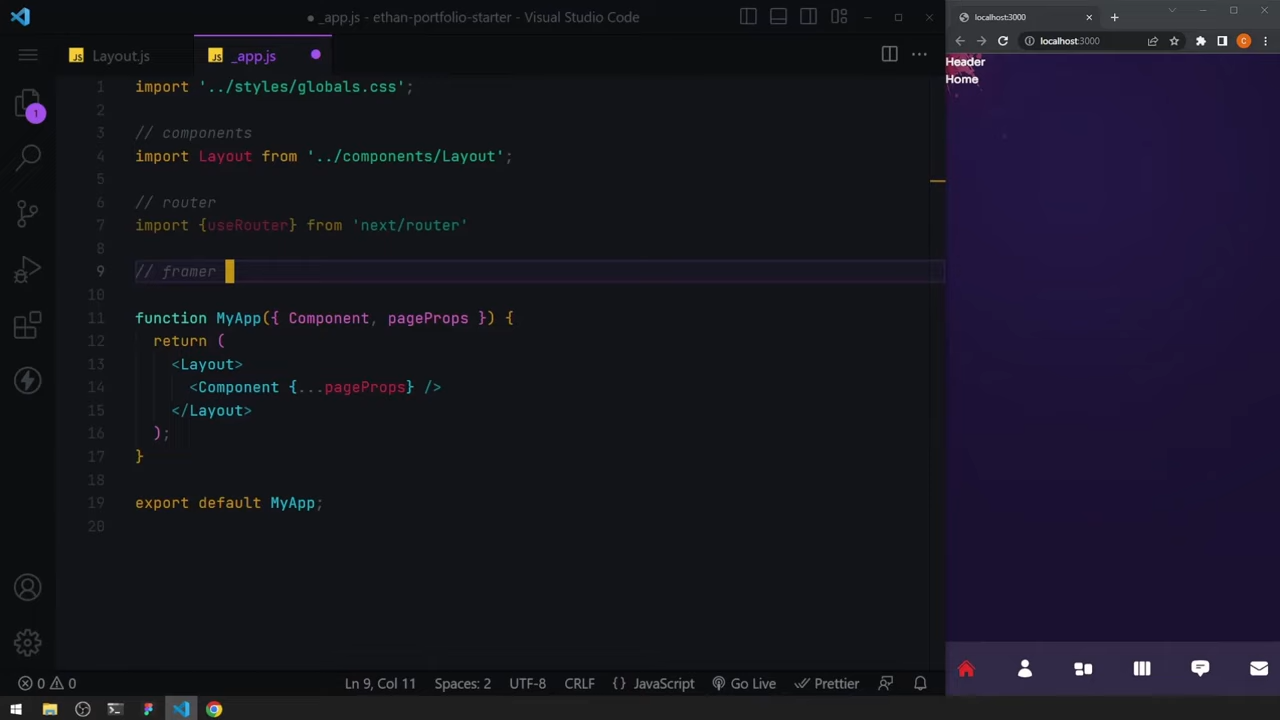 _app.js - ethan-portfolio-starter - Visual Studio Code
localhost:3000
Layout.js
_app.js
localhost:3000
C
1 import '../styles/globals.css';
2
3 // components
4 import Layout from '../components/Layout';
5
6 // router
7 import {useRouter} from 'next/router'
8
9 // fromer
10
11 function MyApp({ Component, pageProps }) {
12 return (
13 <Layout>
14 <Component {...pageProps} />
15 </Layout>
16 );
17 }
18
19 export default MyApp;
20
1
Header
Home
0 0
Ln 9, Col 11
Spaces: 2
UTF-8
CRLF
{} JavaScript
Go Live
Prettier